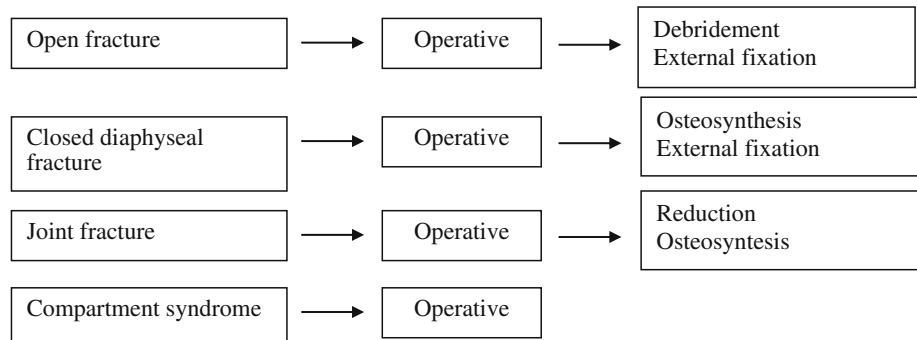 Open fracture
Operative
Debridement
External fixation
Closed diaphyseal
fracture
Operative
Osteosynthesis
External fixation
Joint fracture
Operative
Reduction
Osteosyntesis
Compartment syndrome
Operative